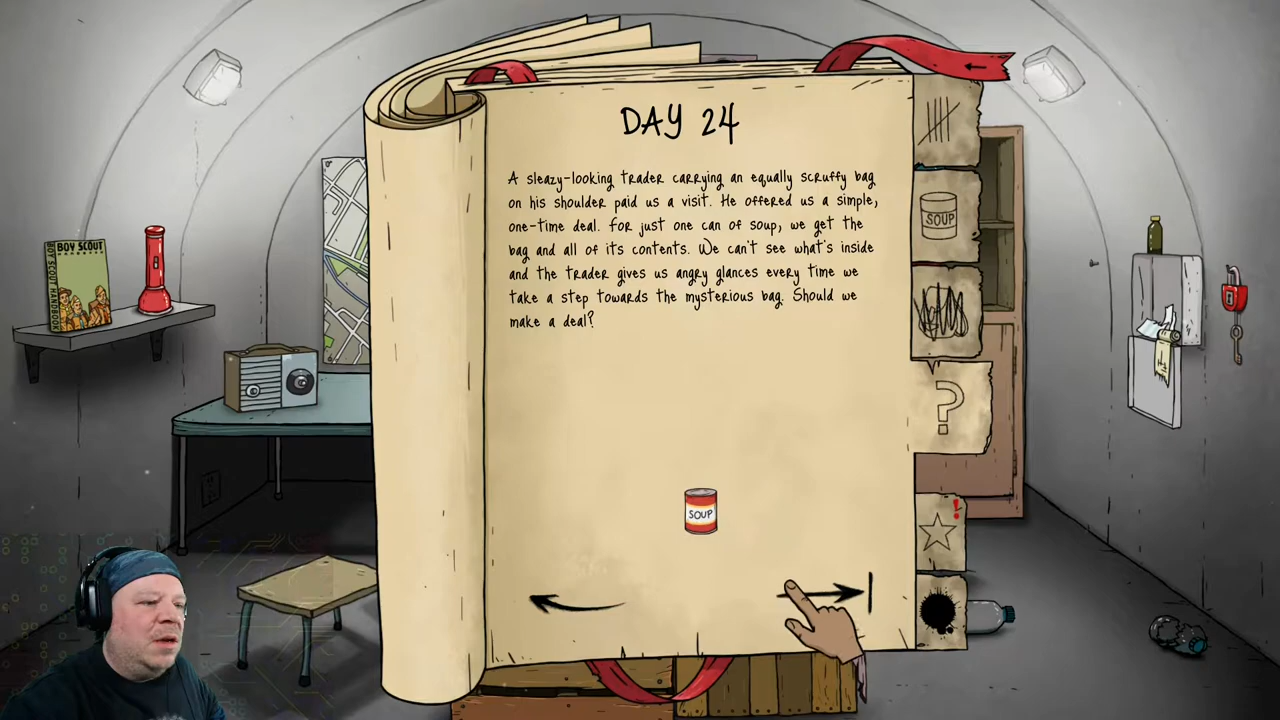 DAY 24
A sleazy-looking trader carrying an equally scruffy bag
on his shoulder paid us a visit. He offered us a simple,
one-time deal. For just one can of soup, we get the
bag and all of its contents. We can't see what's inside
and the trader gives us angry glances every time we
take a step towards the mysterious bag. Should we
make a deal?
SOUP
SOUP
?
!
BOY SCOUT
BOY SCOUT HANDBOOK